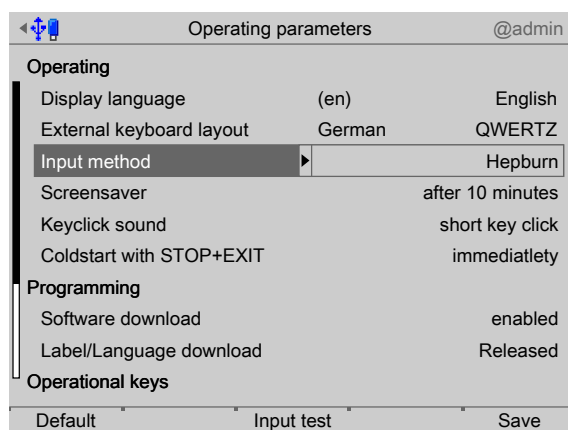 Operating parameters @admin
Operating
Display language (en) English
External keyboard layout German QWERTZ
Input method Hepburn
Screensaver after 10 minutes
Keyclick sound short key click
Coldstart with STOP+EXIT immediatlety
Programming
Software download enabled
Label/Language download Released
Operational keys
Default Input test Save